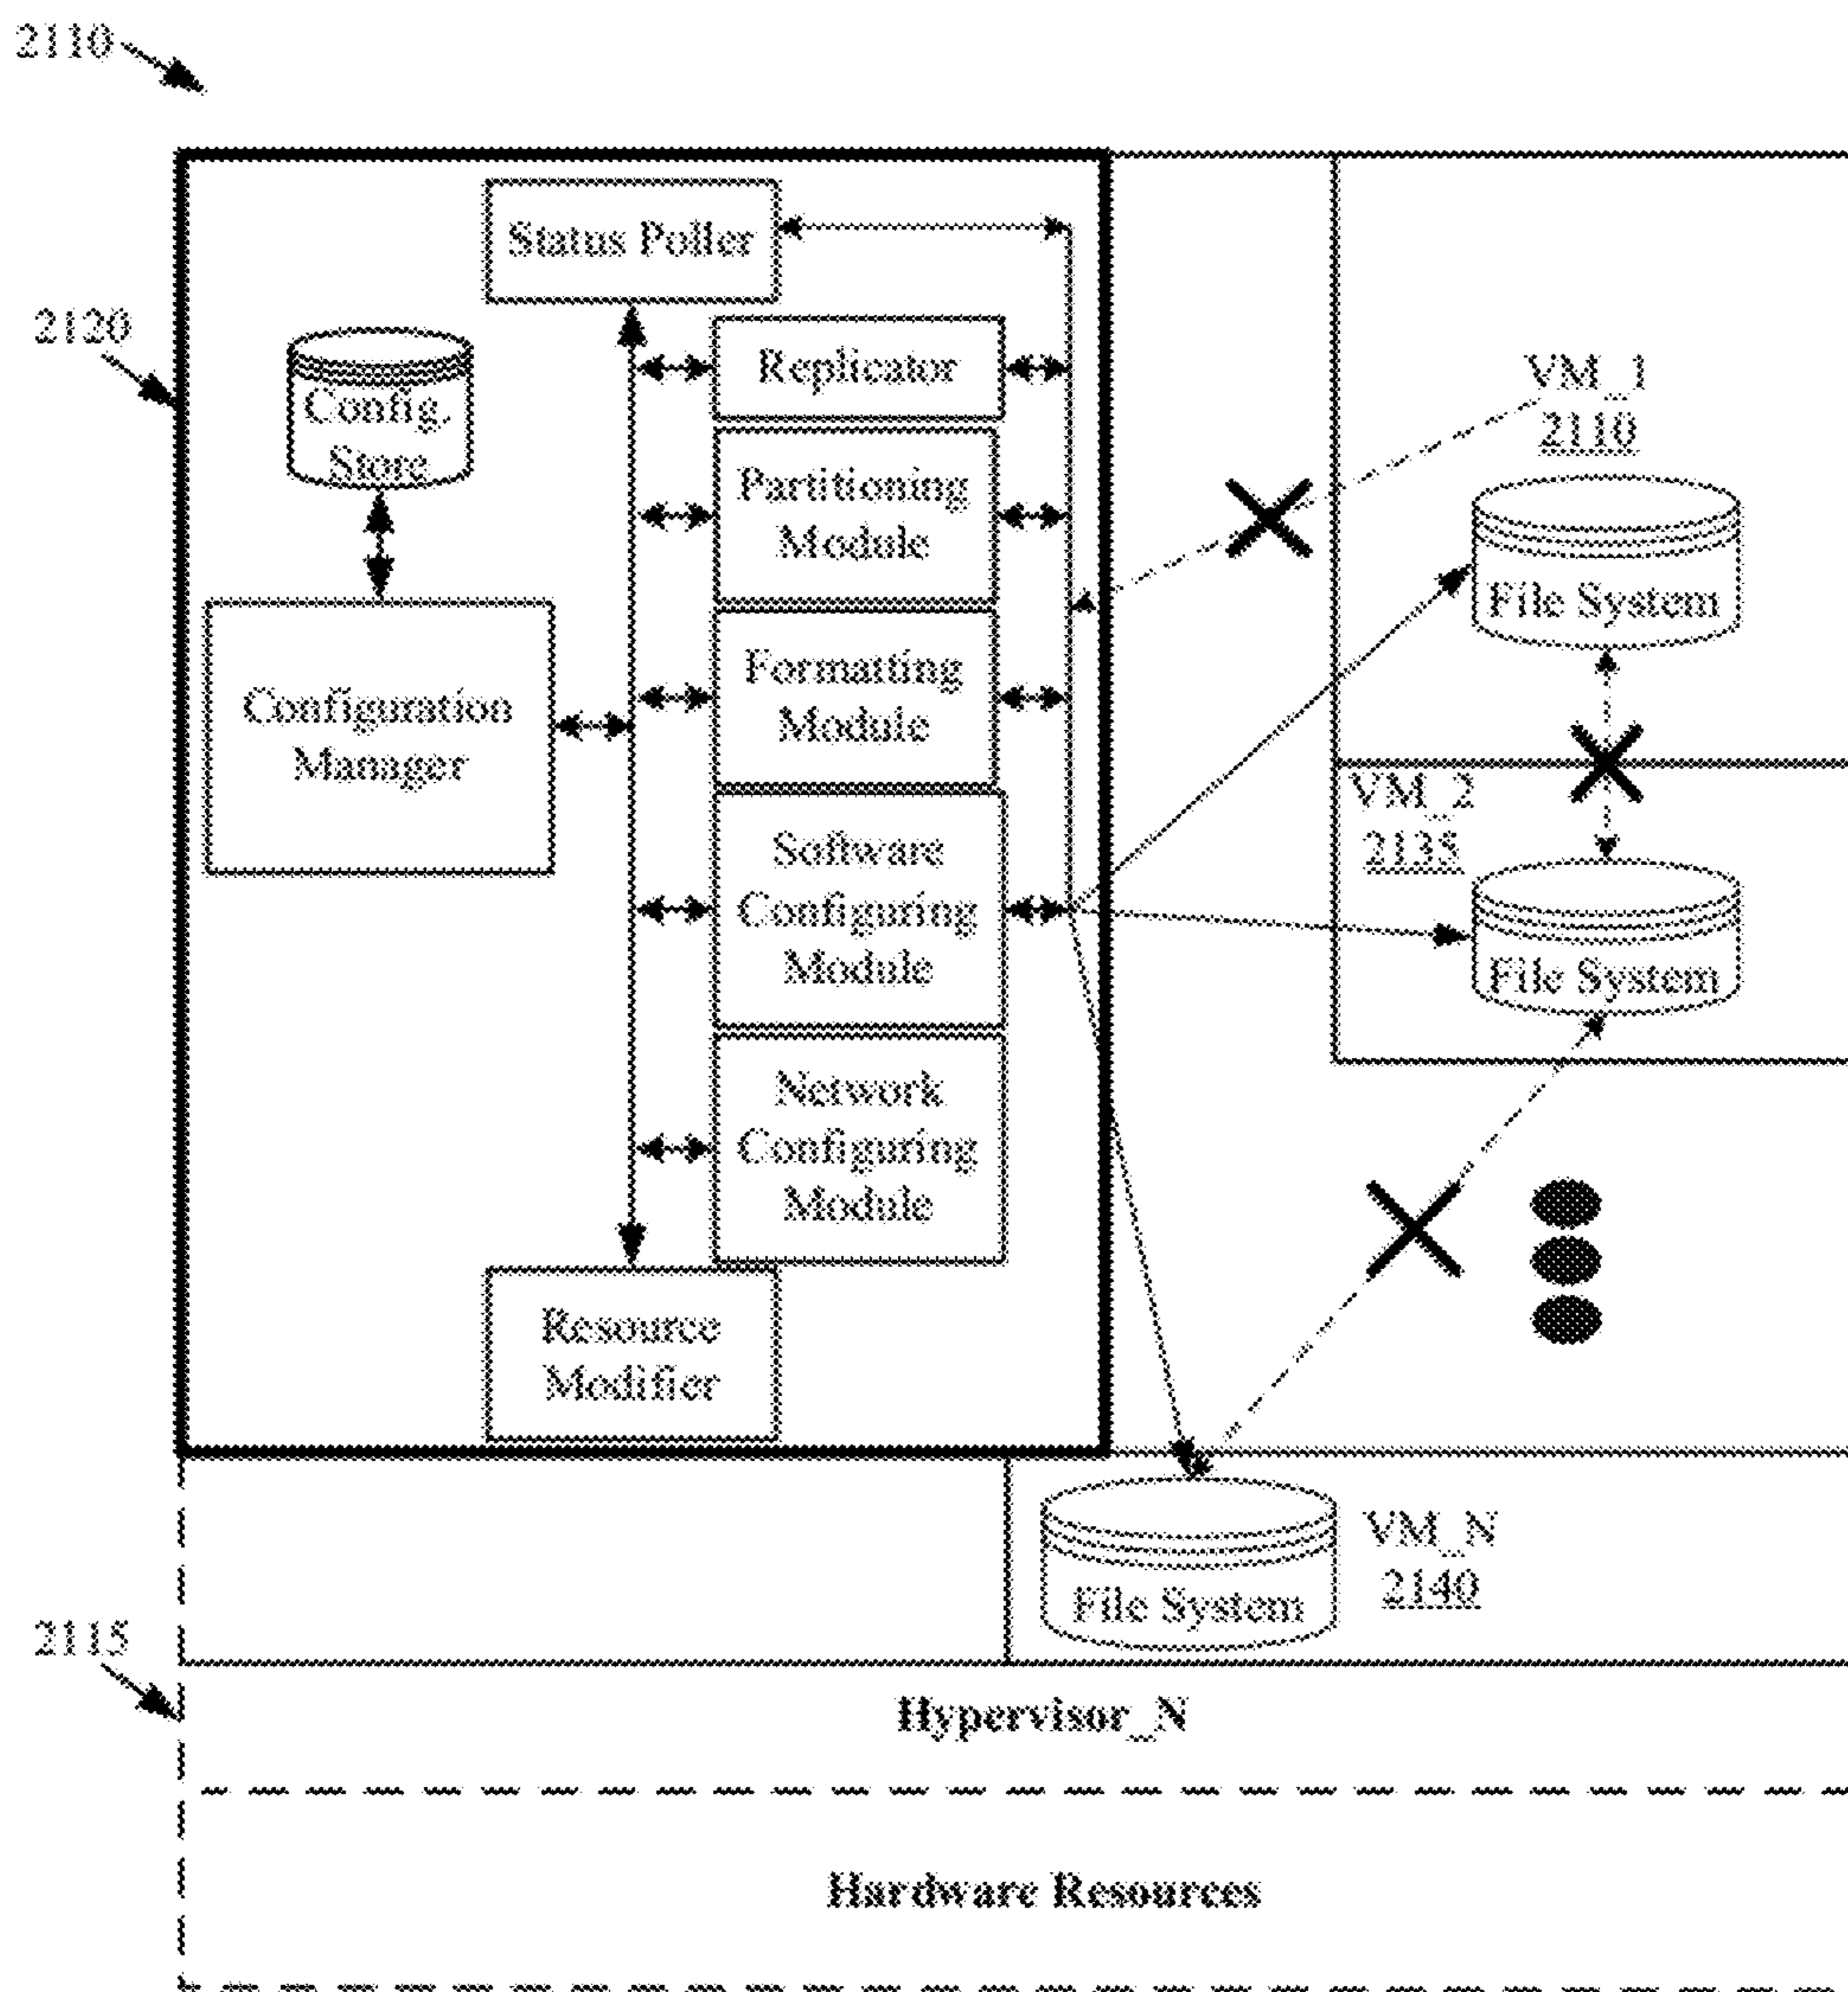 2110
Status Poller
2120
Replicator
Config.
Store
VM_1
2110
Partitioning
Module
File System
Formatting
Module
Configuration
Manager
VM_2
2135
Software
Configuring
Module
File System
Network
Configuring
Module
Resource
Modifier
VM_N
2140
File System
2115
Hypervisor_N
Hardware Resources